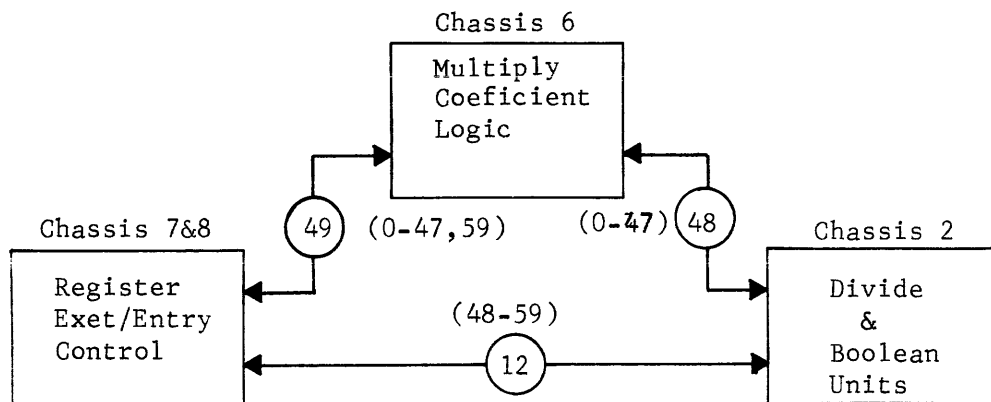 Chassis 6
Multiply
Coeficient
Logic
49
(0-47,59)
(0-47)
48
Chassis 7&8
Register
Exet/Entry
Control
Chassis 2
Divide
&
Boolean
Units
(48-59)
12